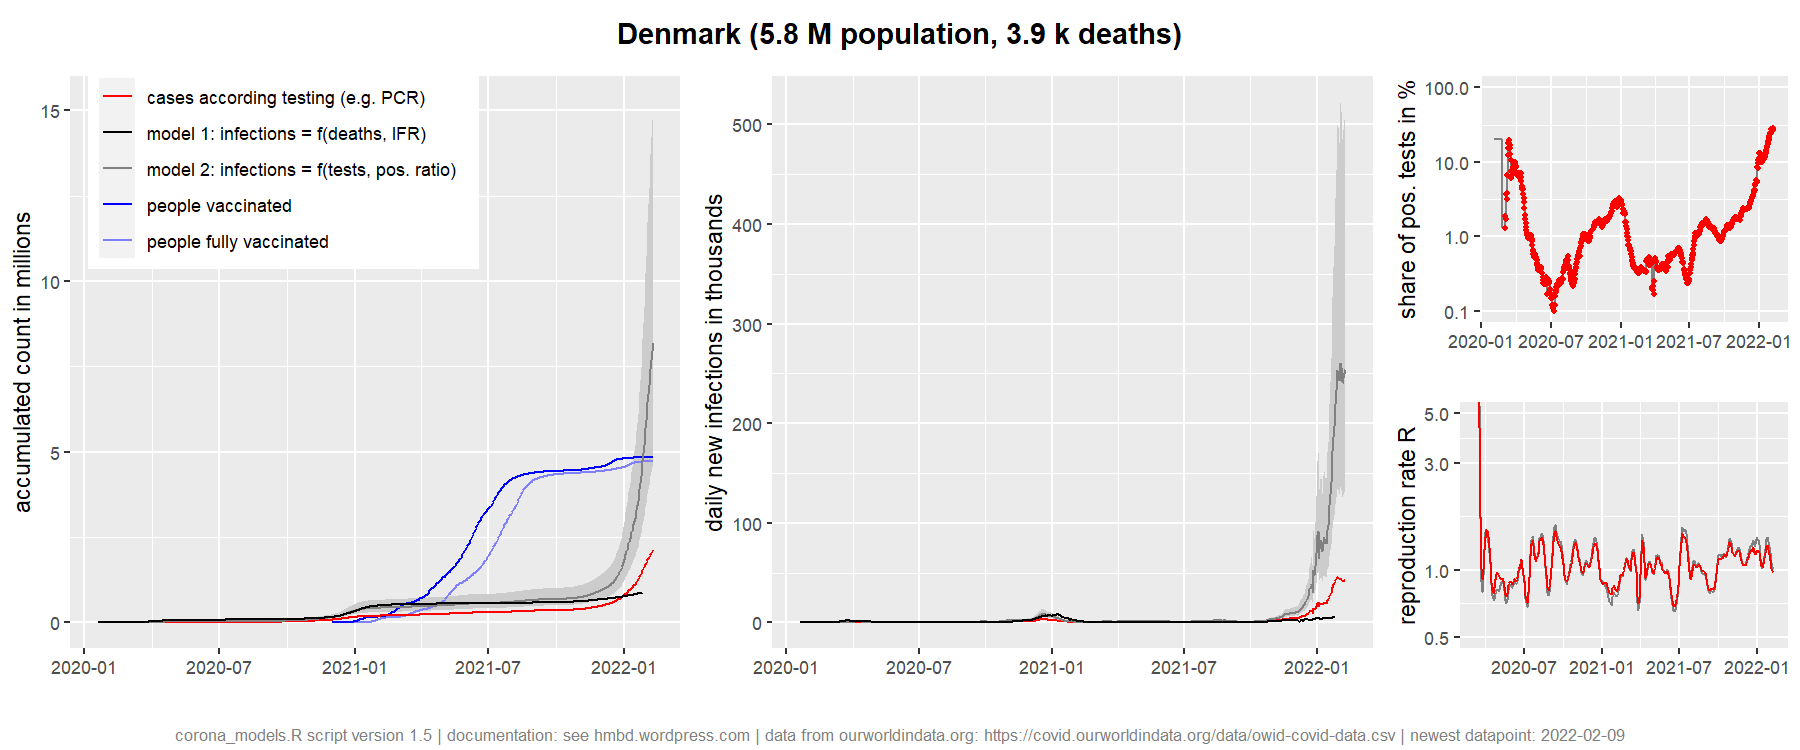 Denmark (5.8 M population, 3.9 k deaths)
accumulated count in millions
15
10
5
0
cases according testing (e.g. PCR)
model 1: infections = f(deaths, IFR)
model 2: infections = f(tests, pos. ratio)
people vaccinated
people fully vaccinated
2020-01 2020-07 2021-01 2021-07 2022-01
daily new infections in thousands
500
400
300
200
100
0
2020-01 2020-07 2021-01 2021-07 2022-01
share of pos. tests in %
100.0
10.0
1.0
0.1
2020-01 2020-07 2021-01 2021-07 2022-01
reproduction rate R
5.0
3.0
1.0
0.5
2020-07 2021-01 2021-07 2022-01
corona_models.R script version 1.5 | documentation: see hmbd.wordpress.com | data from ourworldindata.org: https://covid.ourworldindata.org/data/owid-covid-data.csv | newest datapoint: 2022-02-09